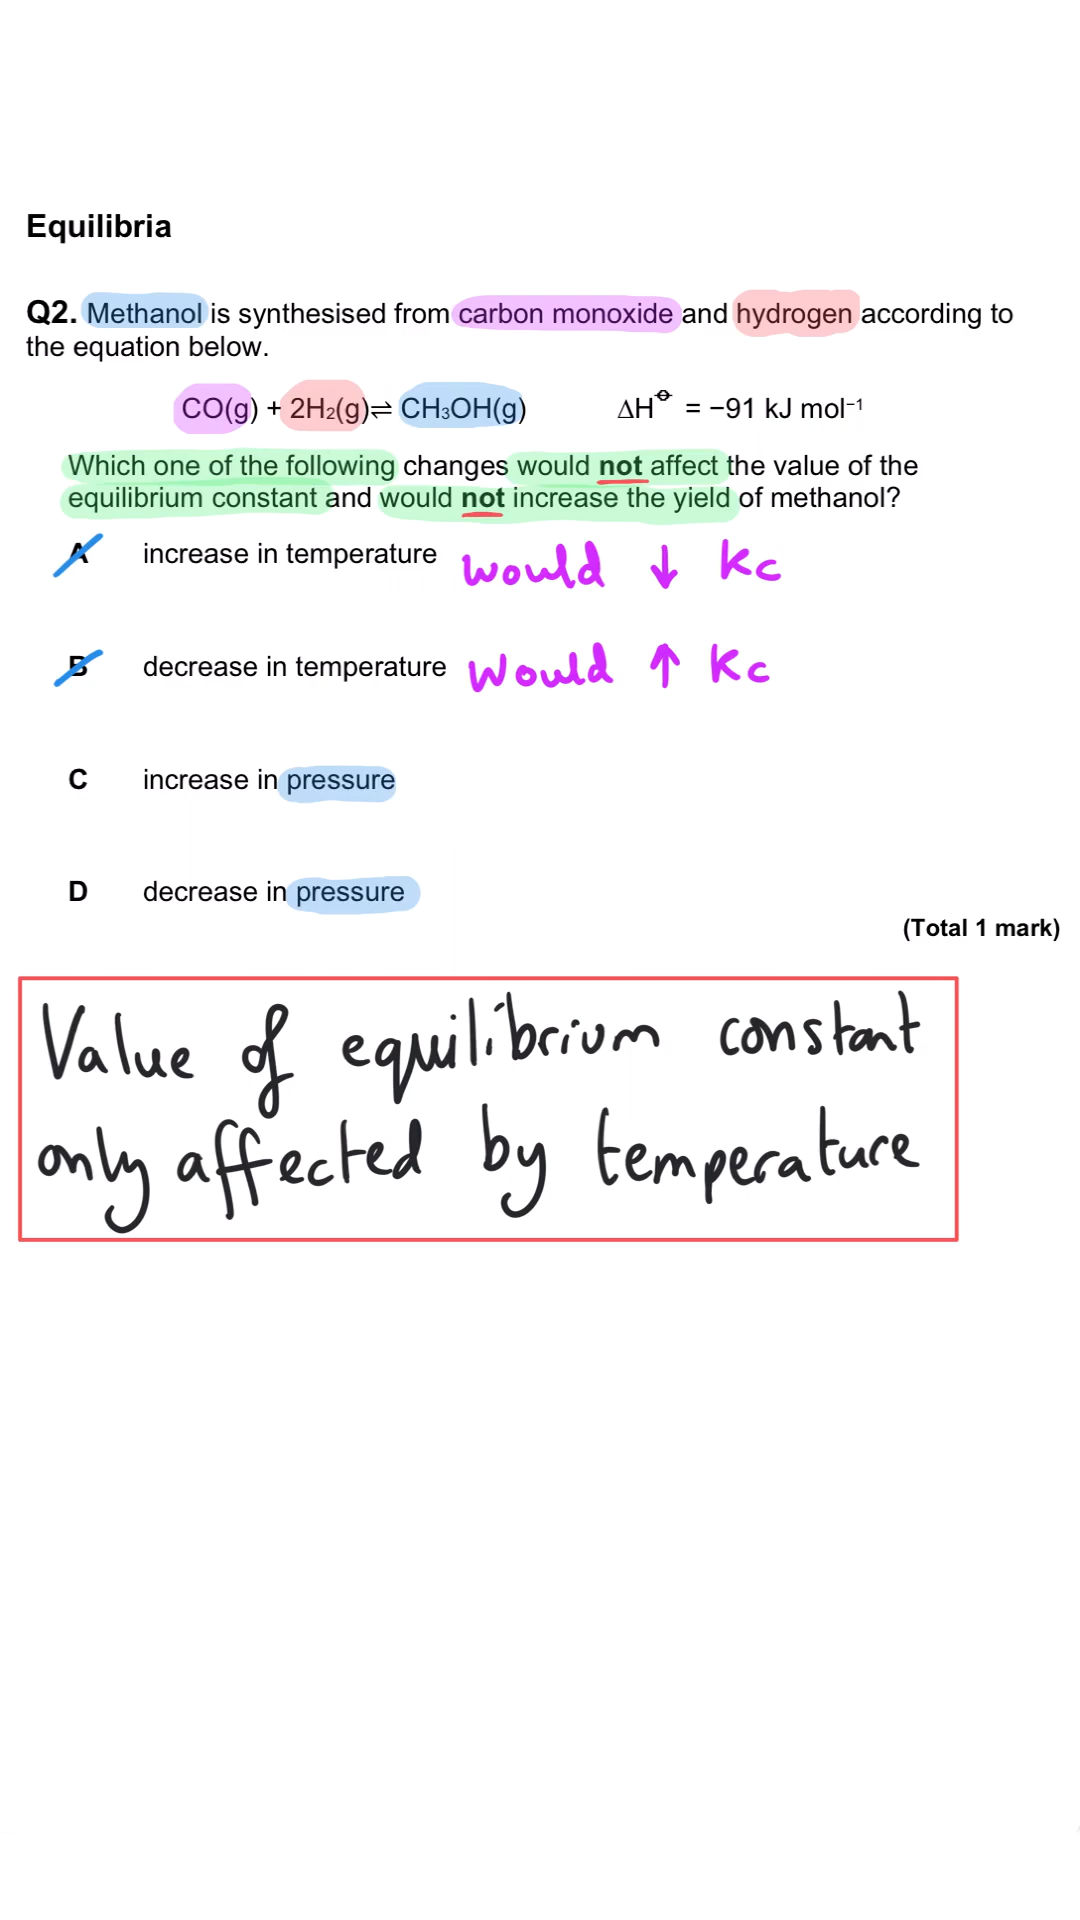 Equilibria
Q2. Methanol is synthesised from carbon monoxide and hydrogen according to
the equation below.
CO(g) + 2H₂(g)⇌ CH₃OH(g) ΔH⦵ = −91 kJ mol⁻¹
Which one of the following changes would not affect the value of the
equilibrium constant and would not increase the yield of methanol?
A increase in temperature would ↓ Kc
B decrease in temperature Would ↑ Kc
C increase in pressure
D decrease in pressure
(Total 1 mark)
Value of equilibrium constant
only affected by temperature